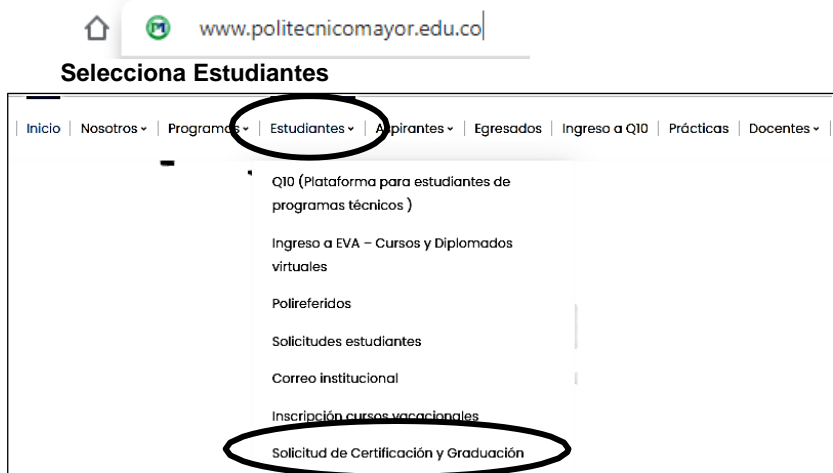 www.politecnicomayor.edu.co
Selecciona Estudiantes
Inicio | Nosotros | Programas | Estudiantes | Aspirantes | Egresados | Ingreso a Q10 | Prácticas | Docentes |
Q10 (Plataforma para estudiantes de
programas técnicos )
Ingreso a EVA – Cursos y Diplomados
virtuales
Polireferidos
Solicitudes estudiantes
Correo institucional
Inscripción cursos vacacionales
Solicitud de Certificación y Graduación